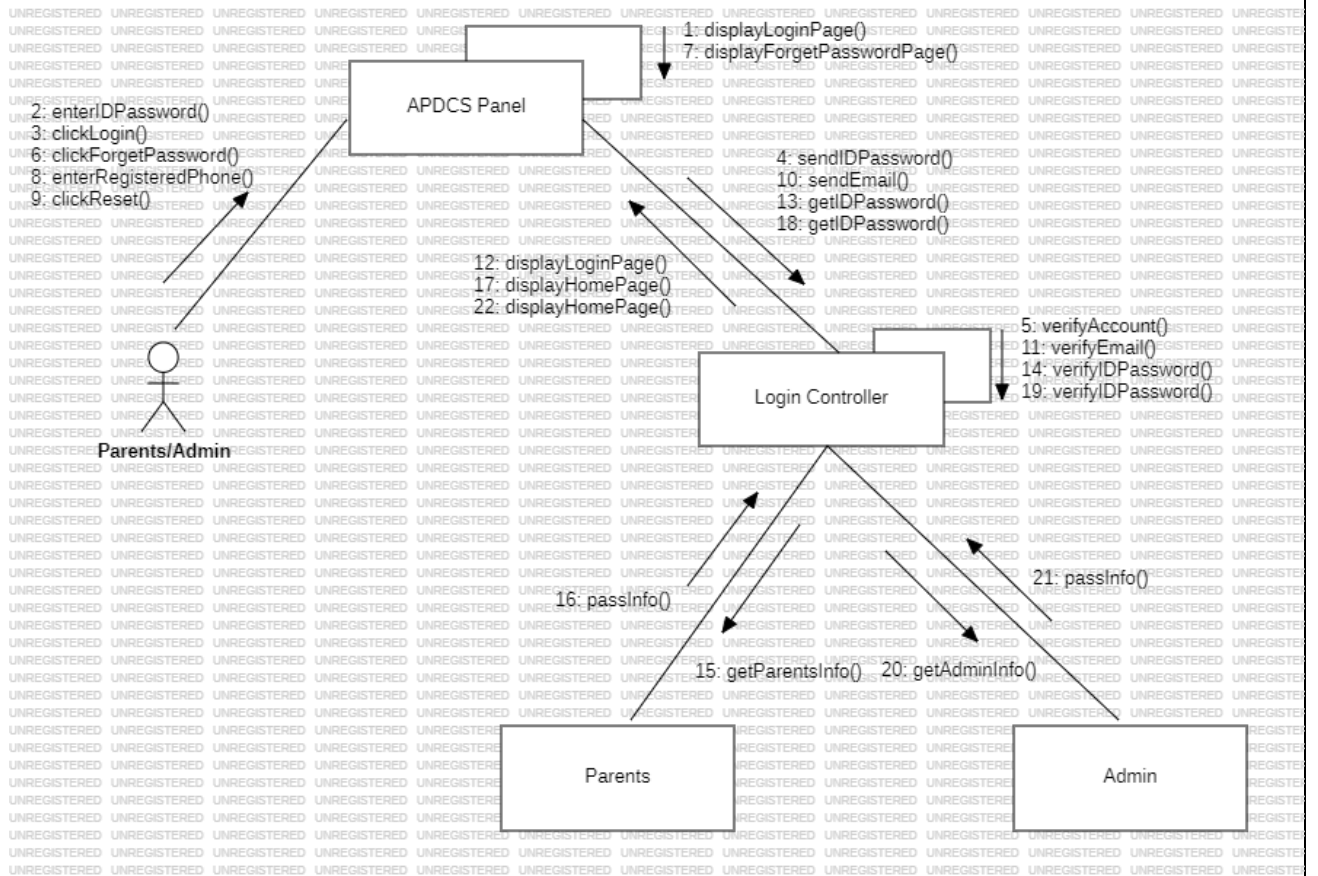 1: displayLoginPage()
7: displayForgetPasswordPage()
APDCS Panel
2: enterIDPassword()
3: clickLogin()
6: clickForgetPassword()
8: enterRegisteredPhone()
9: clickReset()
4: sendIDPassword()
10: sendEmail()
13: getIDPassword()
18: getIDPassword()
12: displayLoginPage()
17: displayHomePage()
22: displayHomePage()
5: verifyAccount()
11: verifyEmail()
14: verifyIDPassword()
19: verifyIDPassword()
Login Controller
Parents/Admin
16: passInfo()
21: passInfo()
15: getParentsInfo()
20: getAdminInfo()
Parents
Admin
UNREGISTERED